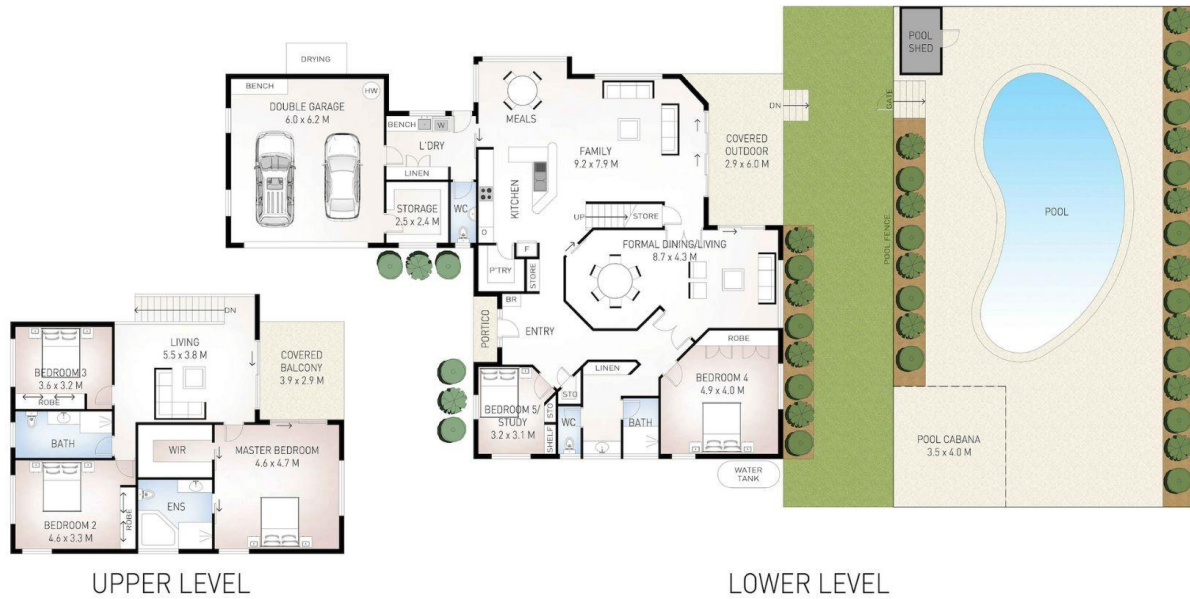 DRYING
BENCH
DOUBLE GARAGE
6.0 x 6.2 M
HW
BENCH
W
L'DRY
LINEN
STORAGE
2.5 x 2.4 M
WC
MEALS
KITCHEN
FAMILY
9.2 x 7.9 M
UP
STORE
F
P'TRY
STORE
FORMAL DINING/LIVING
8.7 x 4.3 M
COVERED
OUTDOOR
2.9 x 6.0 M
DN
GATE
POOL
SHED
POOL
POOL FENCE
POOL CABANA
3.5 x 4.0 M
BR
PORTICO
ENTRY
ROBE
LINEN
BEDROOM 4
4.9 x 4.0 M
BEDROOM 5/
STUDY
3.2 x 3.1 M
STO
STO
SHELF
WC
BATH
WATER
TANK
DN
LIVING
5.5 x 3.8 M
COVERED
BALCONY
3.9 x 2.9 M
BEDROOM 3
3.6 x 3.2 M
ROBE
BATH
WIR
MASTER BEDROOM
4.6 x 4.7 M
ENS
BEDROOM 2
4.6 x 3.3 M
ROBE
UPPER LEVEL
LOWER LEVEL